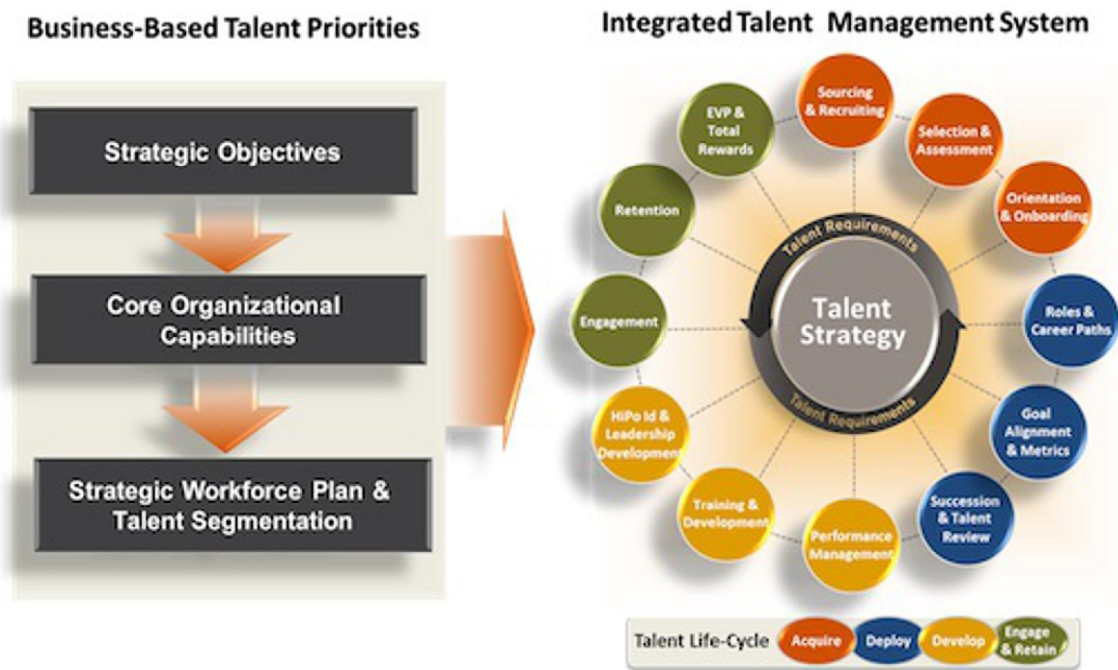 Business-Based Talent Priorities
Strategic Objectives
Core Organizational
Capabilities
Strategic Workforce Plan &
Talent Segmentation
Integrated Talent Management System
Sourcing
& Recruiting
Selection &
Assessment
Orientation
& Onboarding
Roles &
Career Paths
Goal
Alignment
& Metrics
Succession
& Talent
Review
Performance
Management
Training &
Development
HiPo Id &
Leadership
Development
Engagement
Retention
EVP &
Total
Rewards
Talent Requirements
Talent
Strategy
Talent Requirements
Talent Life-Cycle
Acquire
Deploy
Develop
Engage
& Retain